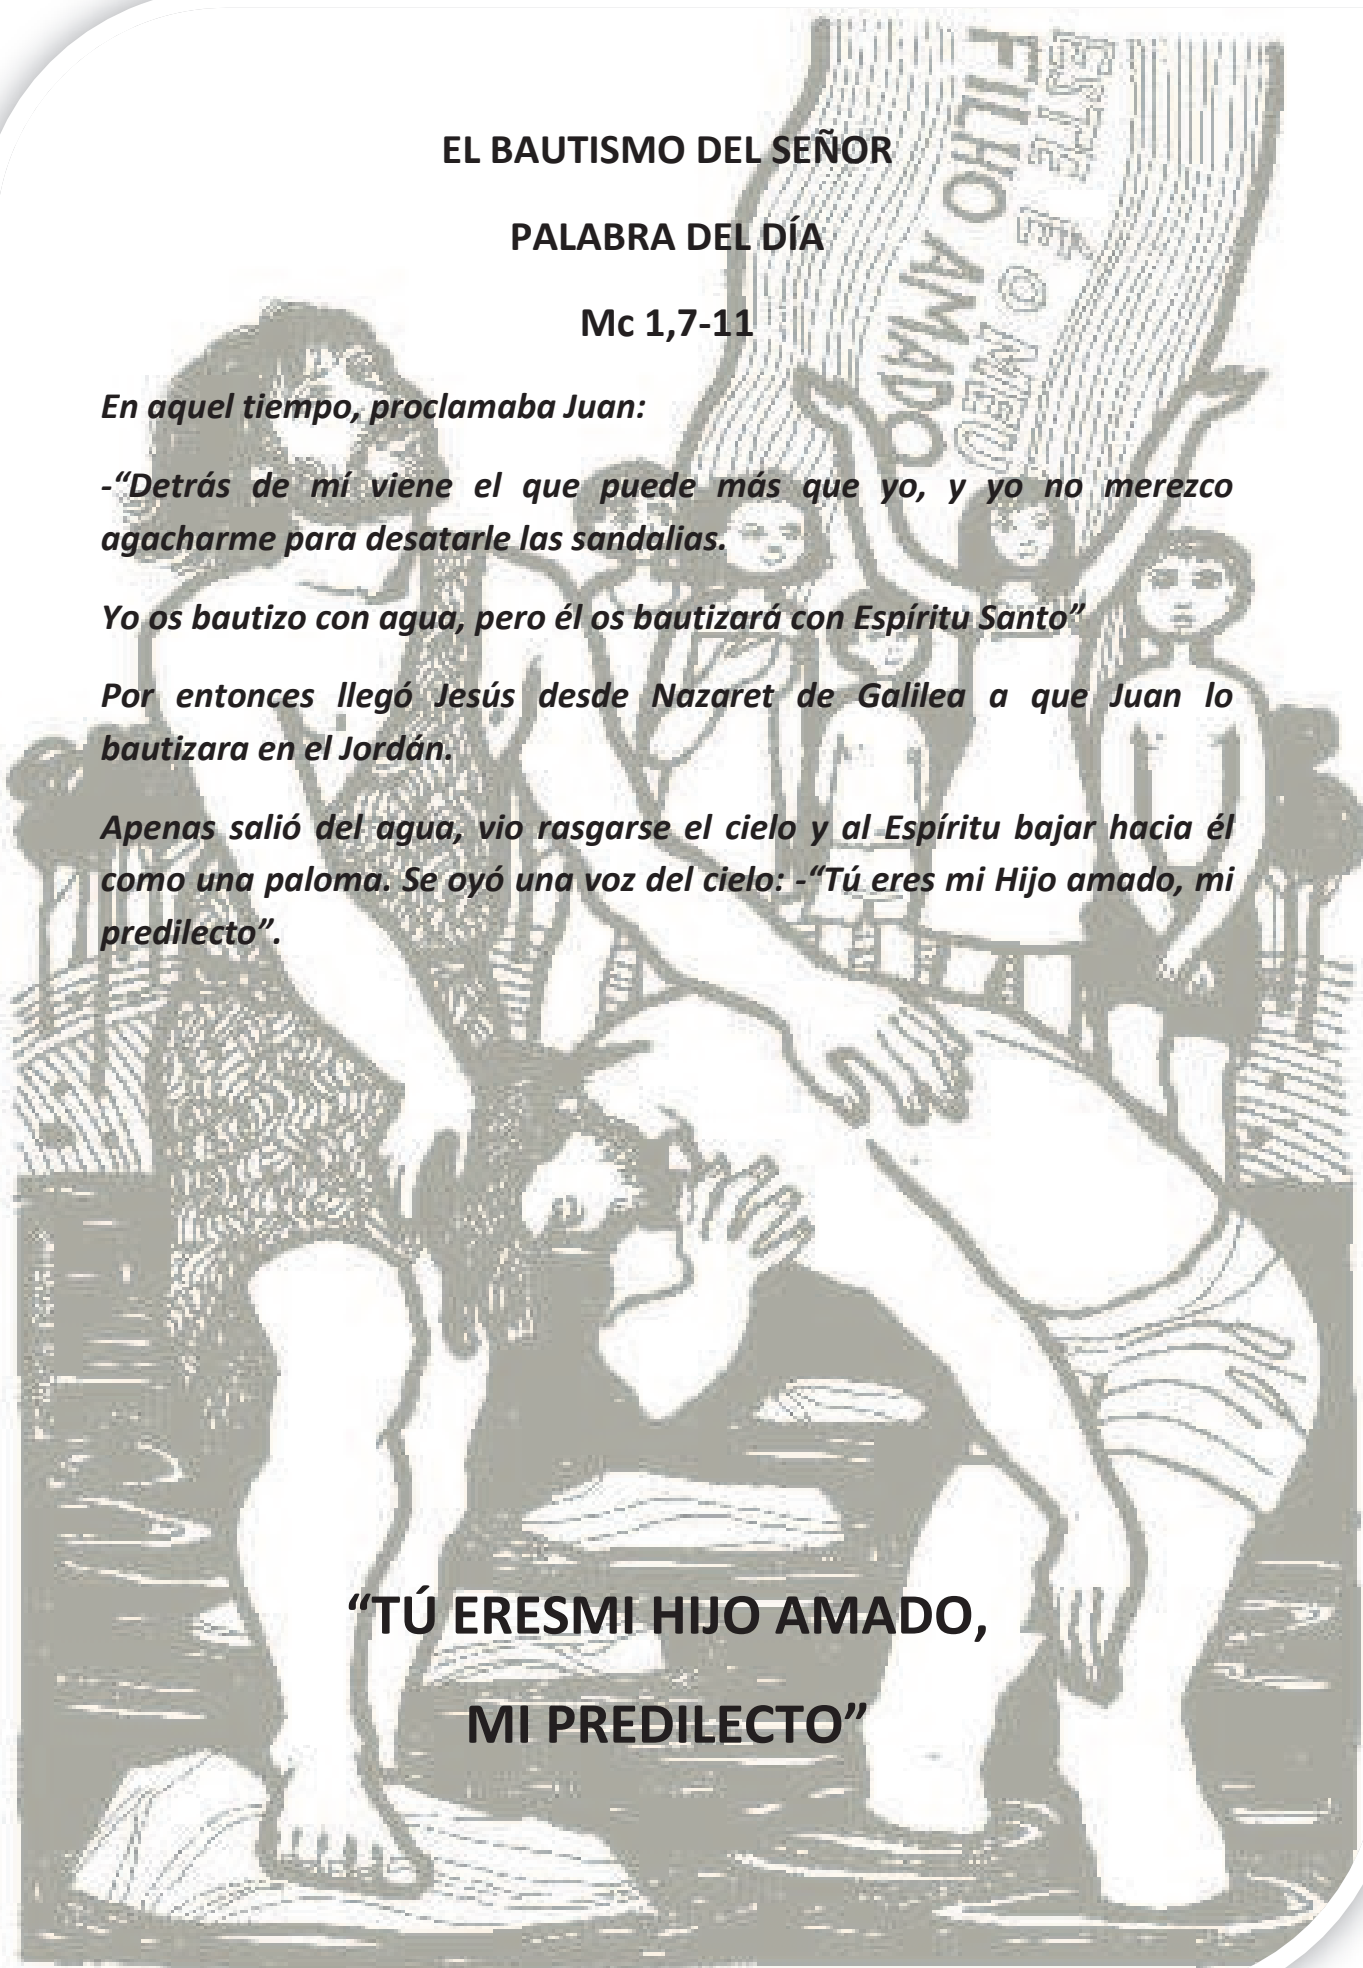 ESTE É O MEU
FILHO AMADO
EL BAUTISMO DEL SEÑOR
PALABRA DEL DÍA
Mc 1,7-11
En aquel tiempo, proclamaba Juan:
-“Detrás de mí viene el que puede más que yo, y yo no merezco
agacharme para desatarle las sandalias.
Yo os bautizo con agua, pero él os bautizará con Espíritu Santo”
Por entonces llegó Jesús desde Nazaret de Galilea a que Juan lo
bautizara en el Jordán.
Apenas salió del agua, vio rasgarse el cielo y al Espíritu bajar hacia él
como una paloma. Se oyó una voz del cielo: -“Tú eres mi Hijo amado, mi
predilecto”.
“TÚ ERESMI HIJO AMADO,
MI PREDILECTO”